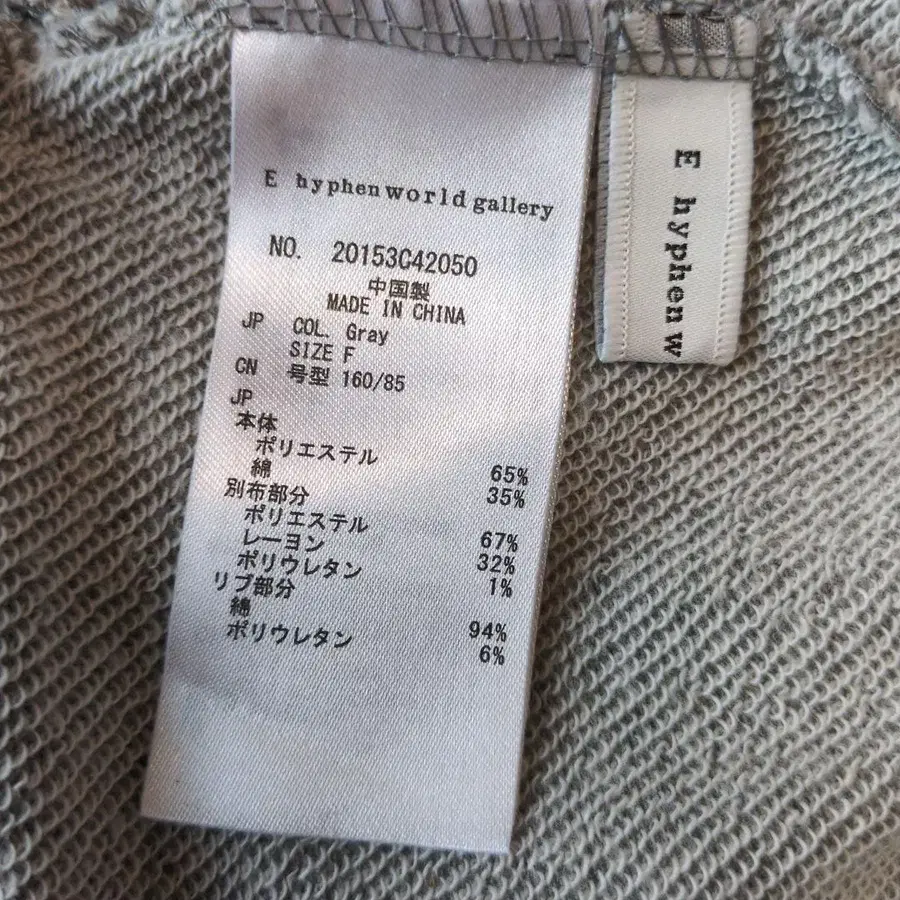 E hyphen world gallery
NO. 20153C42050
中国製
MADE IN CHINA
JP COL. Gray
SIZE F
CN 号型 160/85
JP
本体
ポリエステル 65%
綿 35%
別布部分
ポリエステル 67%
レーヨン 32%
ポリウレタン 1%
リブ部分
綿 94%
ポリウレタン 6%
E hyphen w